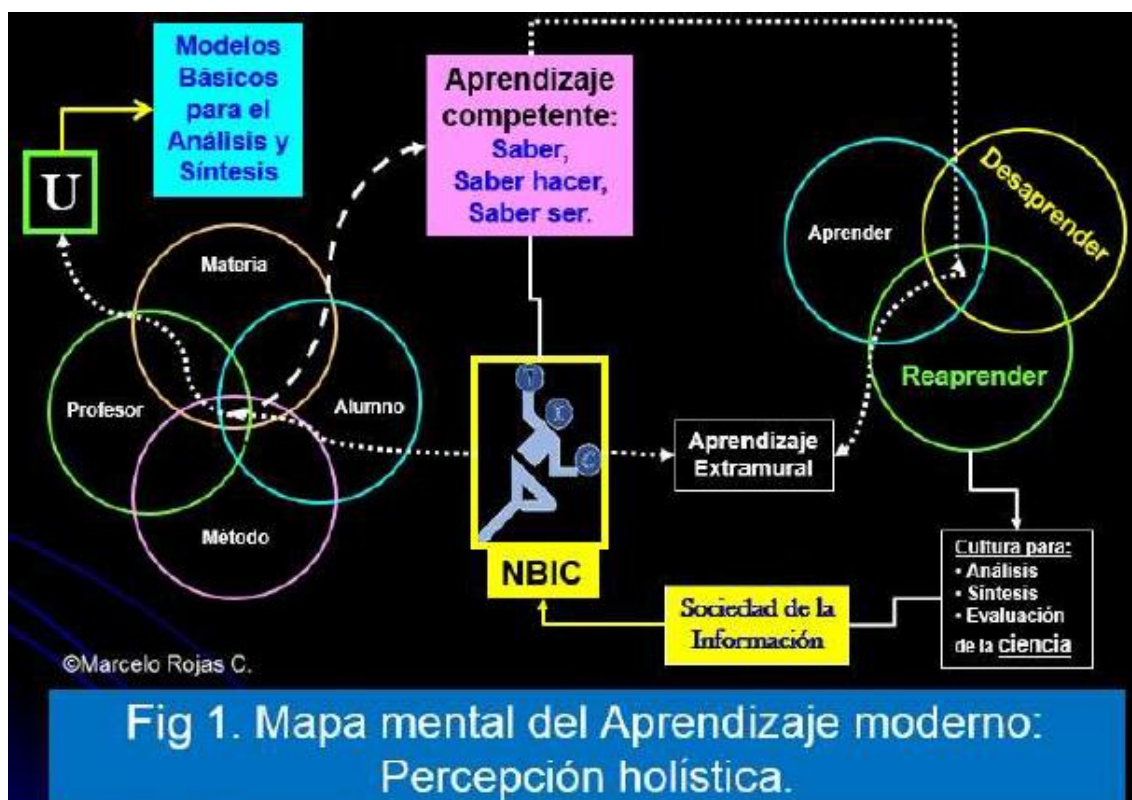 Modelos
Básicos
para el
Análisis y
Síntesis
U
Aprendizaje
competente:
Saber,
Saber hacer,
Saber ser.
Materia
Profesor
Alumno
Método
Aprender
Desaprender
Reaprender
Aprendizaje
Extramural
NBIC
Sociedad de la
Información
Cultura para:
• Análisis
• Síntesis
• Evaluación
de la ciencia
©Marcelo Rojas C.
Fig 1. Mapa mental del Aprendizaje moderno:
Percepción holística.